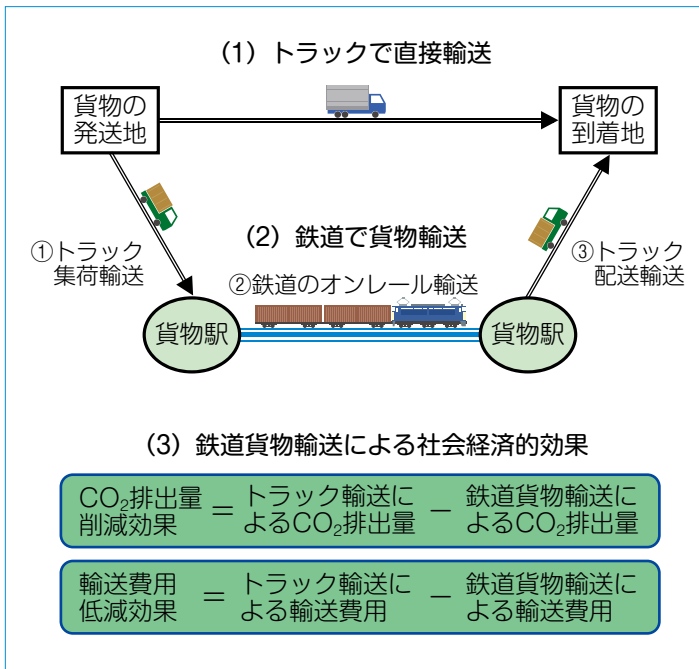 (1) トラックで直接輸送
貨物の
発送地
貨物の
到着地
①トラック
集荷輸送
(2) 鉄道で貨物輸送
③トラック
配送輸送
②鉄道のオンレール輸送
貨物駅
貨物駅
(3) 鉄道貨物輸送による社会経済的効果
CO₂排出量
削減効果
=
トラック輸送に
よるCO₂排出量
−
鉄道貨物輸送に
よるCO₂排出量
輸送費用
低減効果
=
トラック輸送に
よる輸送費用
−
鉄道貨物輸送に
よる輸送費用